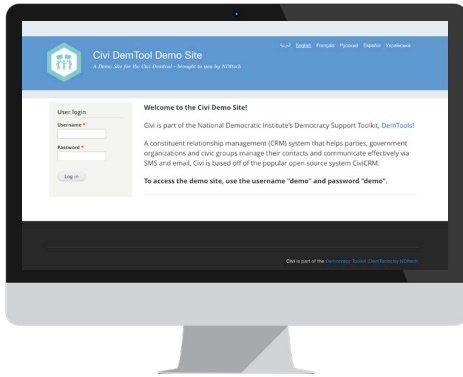 العربية English Français Русский Español Українська
Civi DemTool Demo Site
A Demo Site for the Civi Demtool - brought to you by NDItech
User login
Username *
Password *
Log in
Welcome to the Civi Demo Site!
Civi is part of the National Democratic Institute's Democracy Support Toolkit, DemTools!
A constituent relationship management (CRM) system that helps parties, government
organizations and civic groups manage their contacts and communicate effectively via
SMS and email, Civi is based off of the popular open source system CiviCRM.
To access the demo site, use the username "demo" and password "demo".
Civi is part of the Democracy Toolkit (DemTools) by NDItech